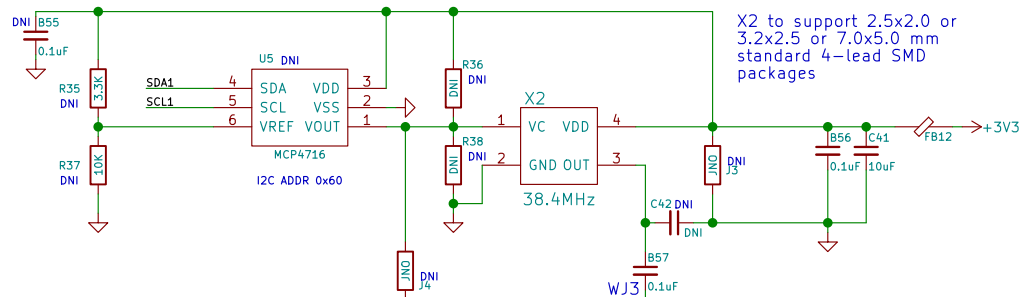 DNI
B55
0.1uF
X2 to support 2.5x2.0 or
3.2x2.5 or 7.0x5.0 mm
standard 4-lead SMD
packages
U5
DNI
R36
DNI
DNI
R35
DNI
3.3K
SDA1
SCL1
4
5
6
SDA
SCL
VREF
VDD
VSS
VOUT
3
2
1
MCP4716
I2C ADDR 0x60
X2
1
2
VC
VDD
GND
OUT
4
3
38.4MHz
R37
DNI
10K
R38
DNI
DNI
JNO
DNI
J3
B56
0.1uF
C41
10uF
FB12
+3V3
C42
DNI
DNI
JNO
DNI
J4
B57
0.1uF
WJ3